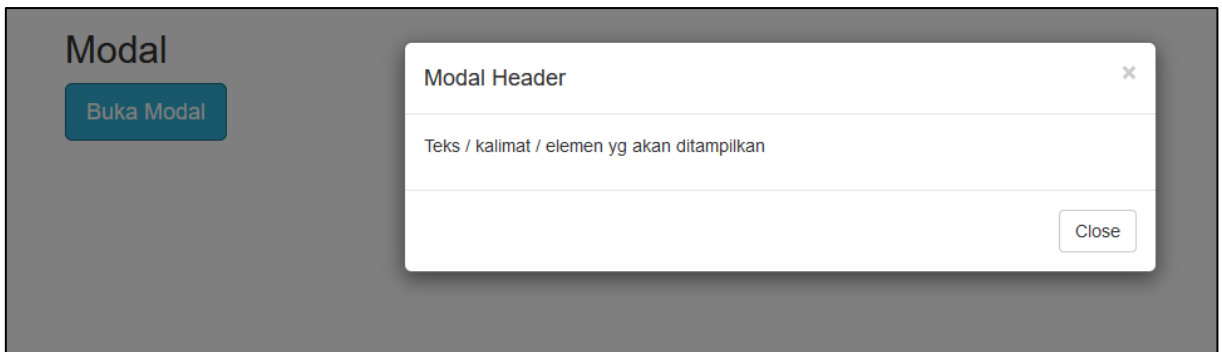 Modal
Buka Modal
Modal Header
×
Teks / kalimat / elemen yg akan ditampilkan
Close